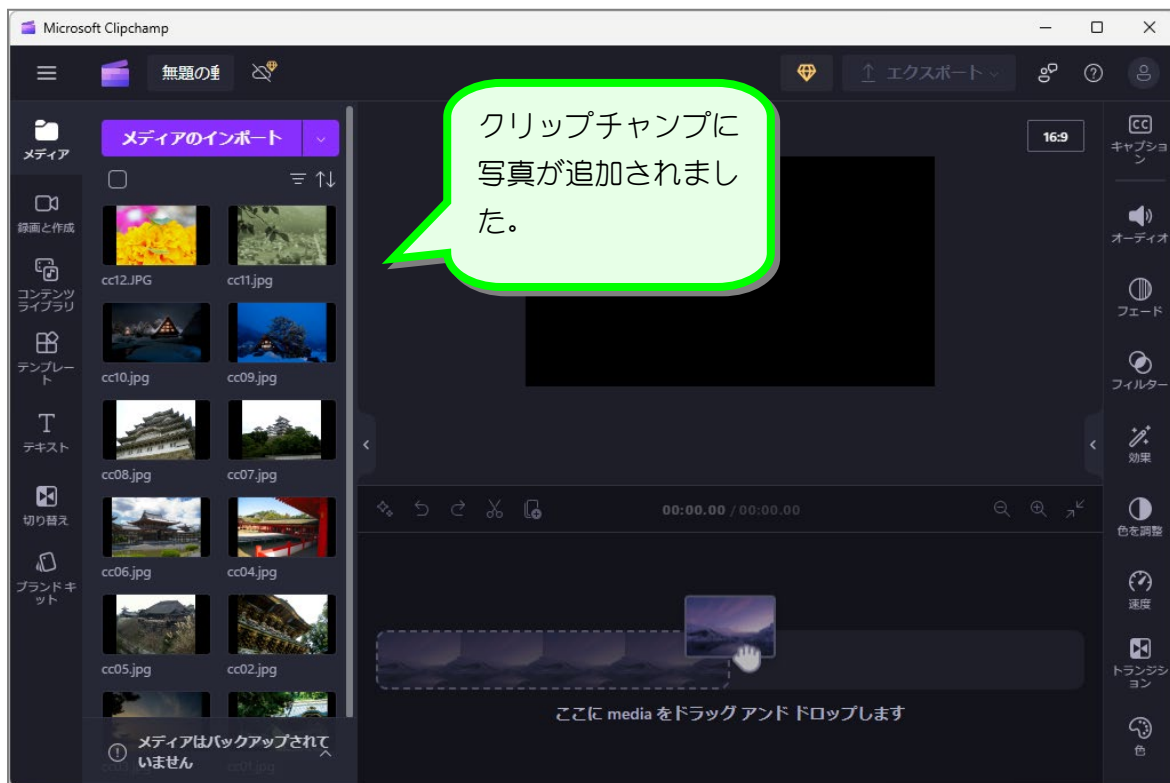 Microsoft Clipchamp
無題の動
エクスポート
メディア
メディアのインポート
クリップチャンプに
写真が追加されまし
た。
16:9
CC
キャプショ
ン
録画と作成
cc12.JPG
cc11.jpg
オーディオ
コンテンツ
ライブラリ
フェード
テンプレー
ト
cc10.jpg
cc09.jpg
フィルター
T
テキスト
cc08.jpg
cc07.jpg
効果
切り替え
00:00.00 / 00:00.00
色を調整
ブランド キ
ット
cc06.jpg
cc04.jpg
速度
cc05.jpg
cc02.jpg
トランジシ
ョン
ここに media をドラッグ アンド ドロップします
メディアはバックアップされて
いません
cc03.jpg
cc01.jpg
色